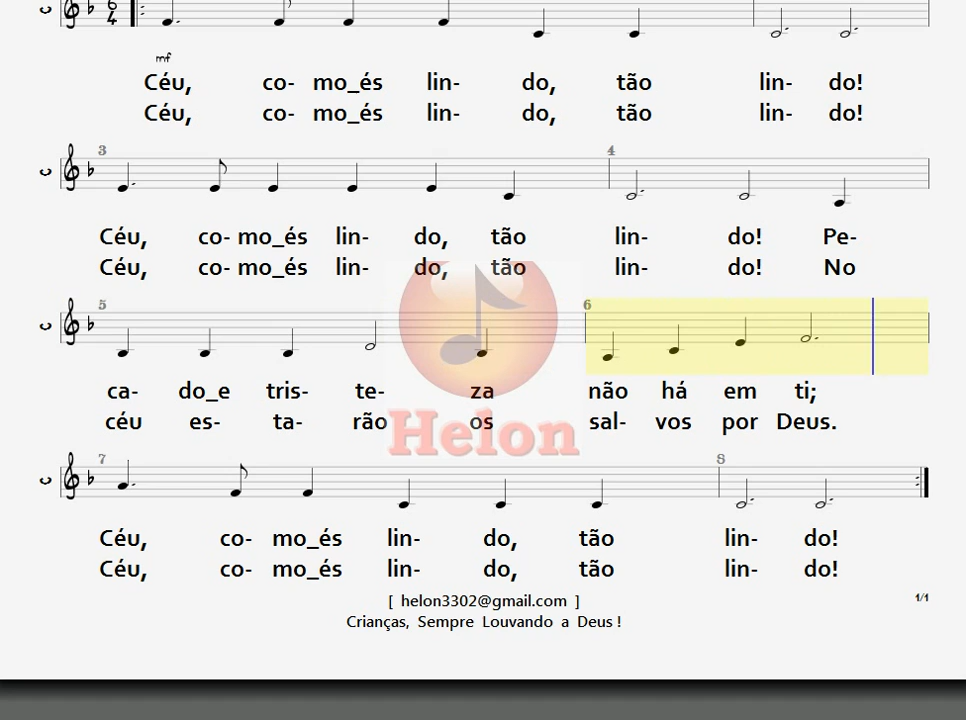 6
4
mf
Céu, co- mo_és lin- do, tão lin- do!
Céu, co- mo_és lin- do, tão lin- do!
3 4
Céu, co- mo_és lin- do, tão lin- do! Pe-
Céu, co- mo_és lin- do, tão lin- do! No
5 6
ca- do_e tris- te- za não há em ti;
céu es- ta- rão os sal- vos por Deus.
Helon
7 8
Céu, co- mo_és lin- do, tão lin- do!
Céu, co- mo_és lin- do, tão lin- do!
[ helon3302@gmail.com ] 1/1
Crianças, Sempre Louvando a Deus !